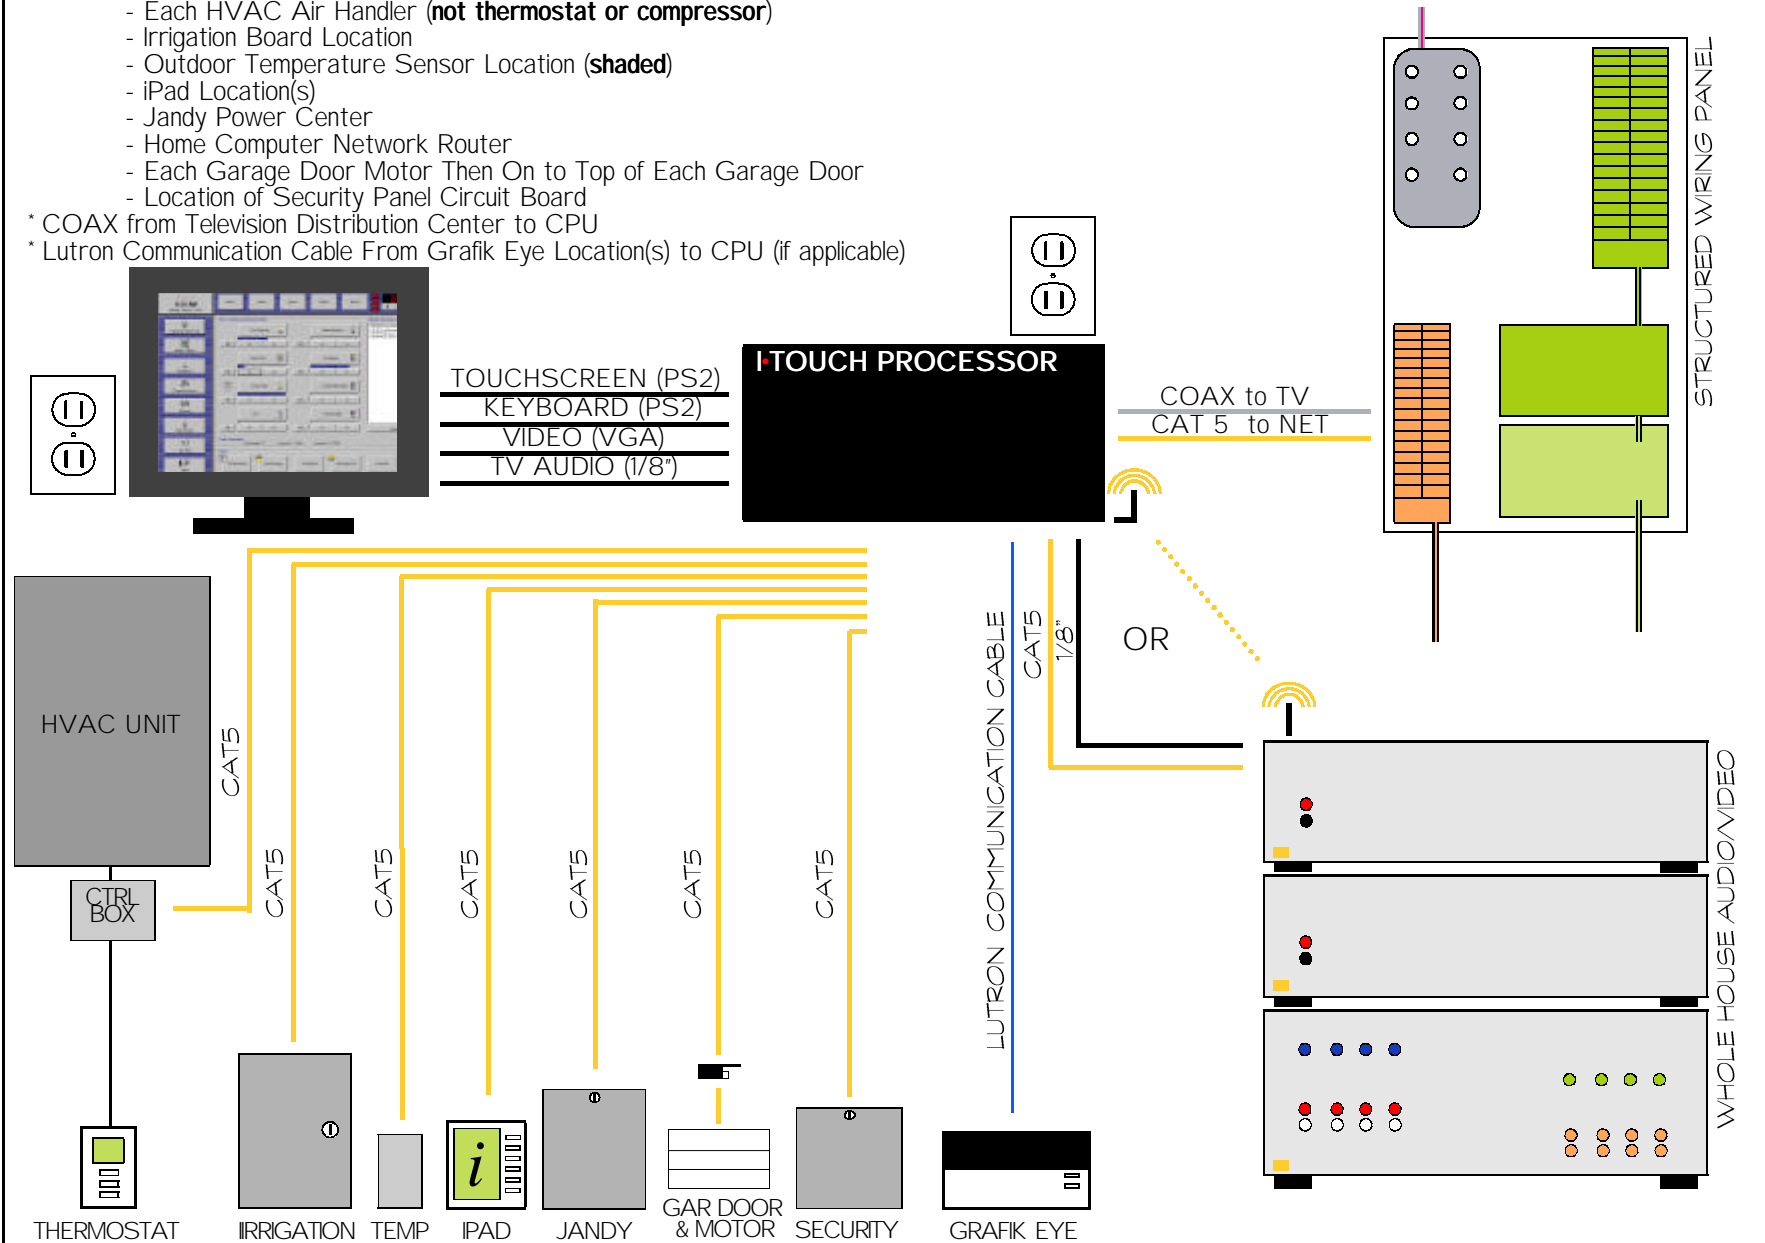 - Each HVAC Air Handler (not thermostat or compressor)
- Irrigation Board Location
- Outdoor Temperature Sensor Location (shaded)
- iPad Location(s)
- Jandy Power Center
- Home Computer Network Router
- Each Garage Door Motor Then On to Top of Each Garage Door
- Location of Security Panel Circuit Board
* COAX from Television Distribution Center to CPU
* Lutron Communication Cable From Grafik Eye Location(s) to CPU (if applicable)
STRUCTURED WIRING PANEL
I•TOUCH PROCESSOR
TOUCHSCREEN (PS2)
KEYBOARD (PS2)
VIDEO (VGA)
TV AUDIO (1/8")
COAX to TV
CAT 5 to NET
HVAC UNIT
CTRL
BOX
CAT5
CAT5
CAT5
CAT5
CAT5
CAT5
CAT5
LUTRON COMMUNICATION CABLE
CAT5
1/8"
OR
WHOLE HOUSE AUDIO/VIDEO
i
THERMOSTAT
IRRIGATION
TEMP
IPAD
JANDY
GAR DOOR
& MOTOR
SECURITY
GRAFIK EYE